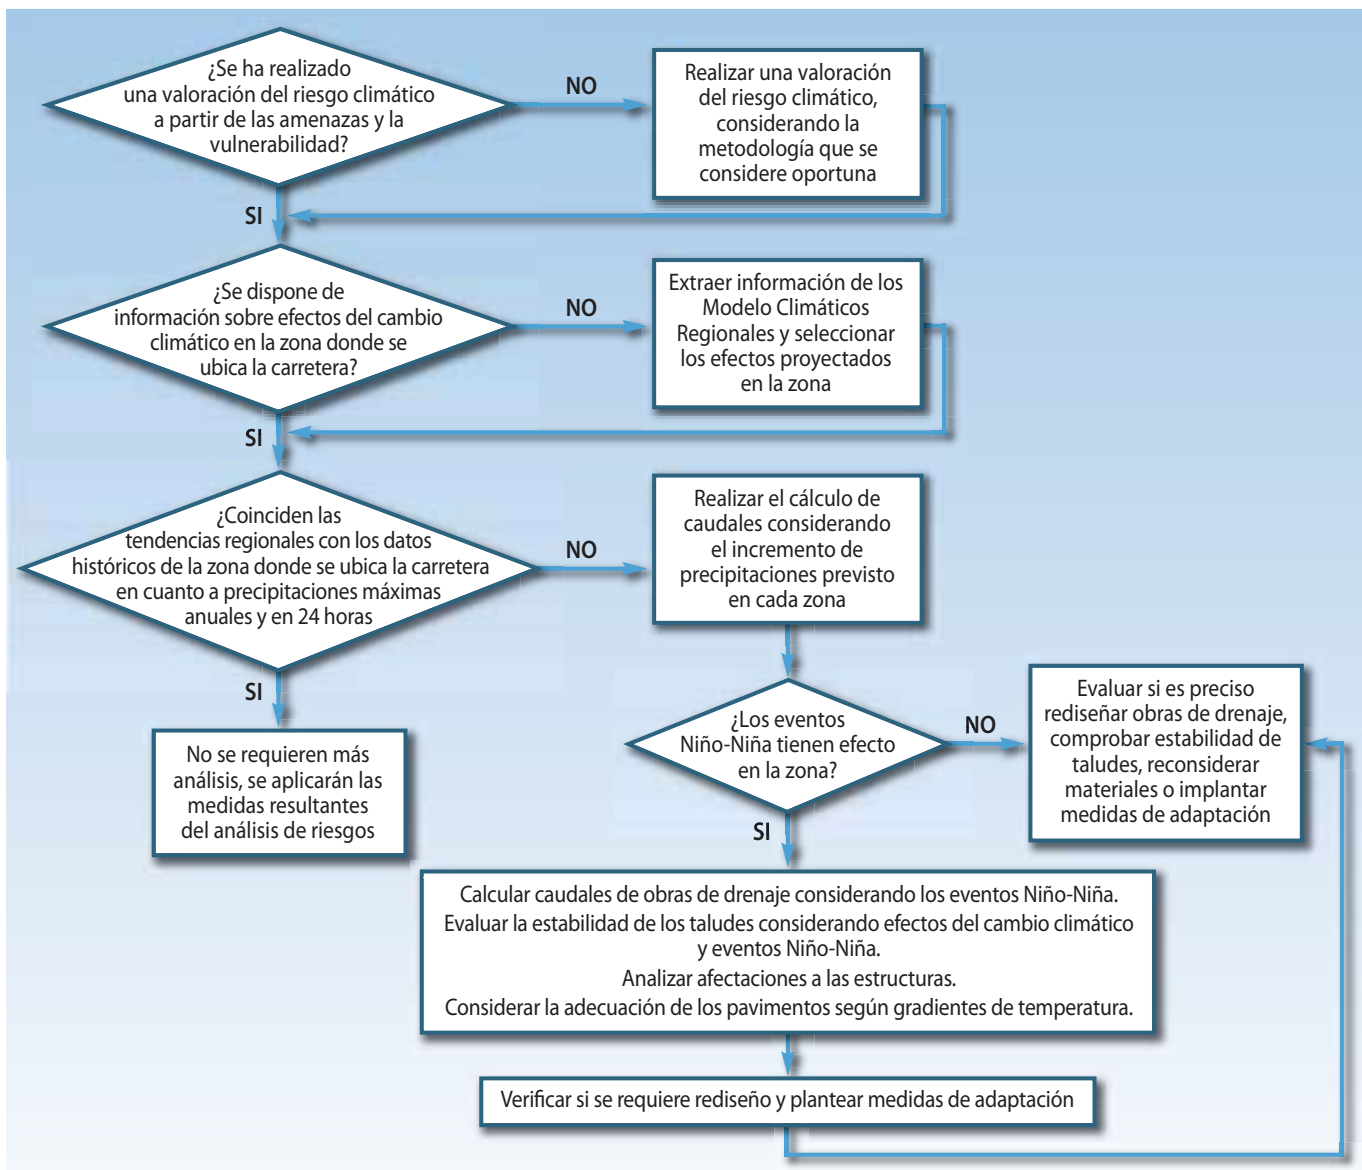 ¿Se ha realizado
una valoración del riesgo climático
a partir de las amenazas y la
vulnerabilidad?
NO
Realizar una valoración
del riesgo climático,
considerando la
metodología que se
considere oportuna
SI
¿Se dispone de
información sobre efectos del cambio
climático en la zona donde se
ubica la carretera?
NO
Extraer información de los
Modelo Climáticos
Regionales y seleccionar
los efectos proyectados
en la zona
SI
¿Coinciden las
tendencias regionales con los datos
históricos de la zona donde se ubica la carretera
en cuanto a precipitaciones máximas
anuales y en 24 horas
NO
Realizar el cálculo de
caudales considerando
el incremento de
precipitaciones previsto
en cada zona
SI
No se requieren más
análisis, se aplicarán las
medidas resultantes
del análisis de riesgos
¿Los eventos
Niño-Niña tienen efecto
en la zona?
NO
Evaluar si es preciso
rediseñar obras de drenaje,
comprobar estabilidad de
taludes, reconsiderar
materiales o implantar
medidas de adaptación
SI
Calcular caudales de obras de drenaje considerando los eventos Niño-Niña.
Evaluar la estabilidad de los taludes considerando efectos del cambio climático
y eventos Niño-Niña.
Analizar afectaciones a las estructuras.
Considerar la adecuación de los pavimentos según gradientes de temperatura.
Verificar si se requiere rediseño y plantear medidas de adaptación